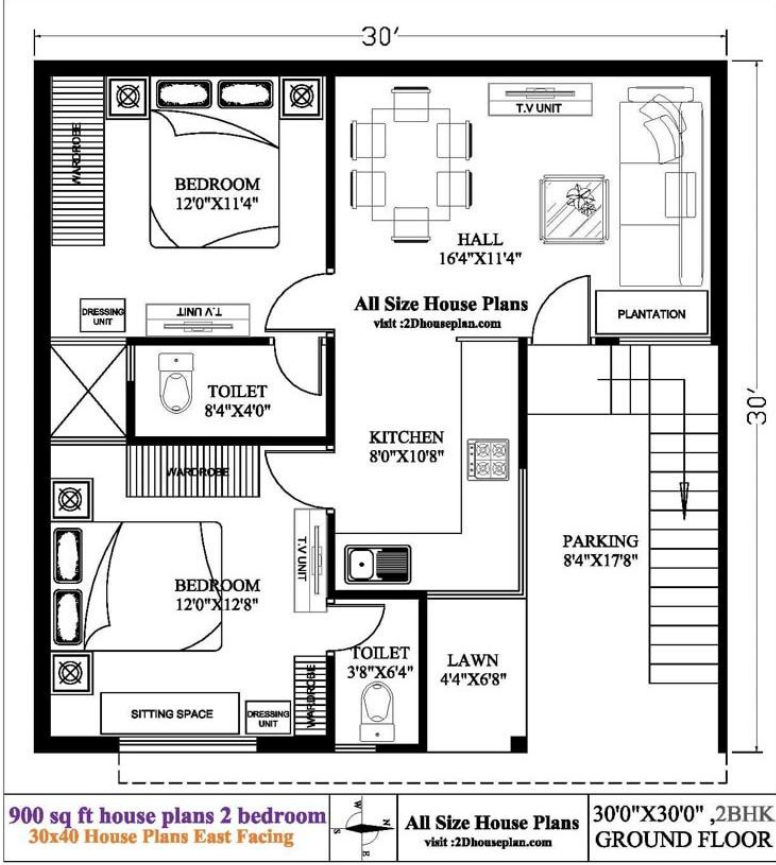 30'
WARDROBE
BEDROOM
12'0"X11'4"
T.V UNIT
HALL
16'4"X11'4"
DRESSING
UNIT
T.V UNIT
All Size House Plans
visit :2Dhouseplan.com
PLANTATION
TOILET
8'4"X4'0"
30'
KITCHEN
8'0"X10'8"
WARDROBE
T.V UNIT
PARKING
8'4"X17'8"
BEDROOM
12'0"X12'8"
TOILET
3'8"X6'4"
LAWN
4'4"X6'8"
WARDROBE
SITTING SPACE
DRESSING
UNIT
900 sq ft house plans 2 bedroom
30x40 House Plans East Facing
W
N
S
E
All Size House Plans
visit :2Dhouseplan.com
30'0"X30'0" ,2BHK
GROUND FLOOR